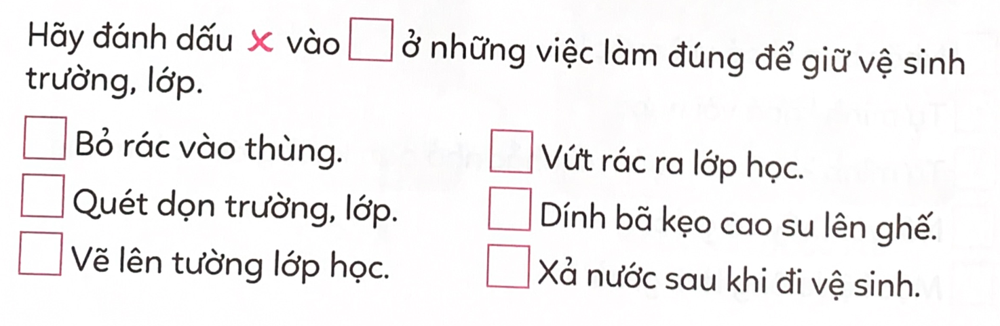 Hãy đánh dấu X vào □ ở những việc làm đúng để giữ vệ sinh
trường, lớp.
□ Bỏ rác vào thùng.
□ Vứt rác ra lớp học.
□ Quét dọn trường, lớp.
□ Dính bã kẹo cao su lên ghế.
□ Vẽ lên tường lớp học.
□ Xả nước sau khi đi vệ sinh.